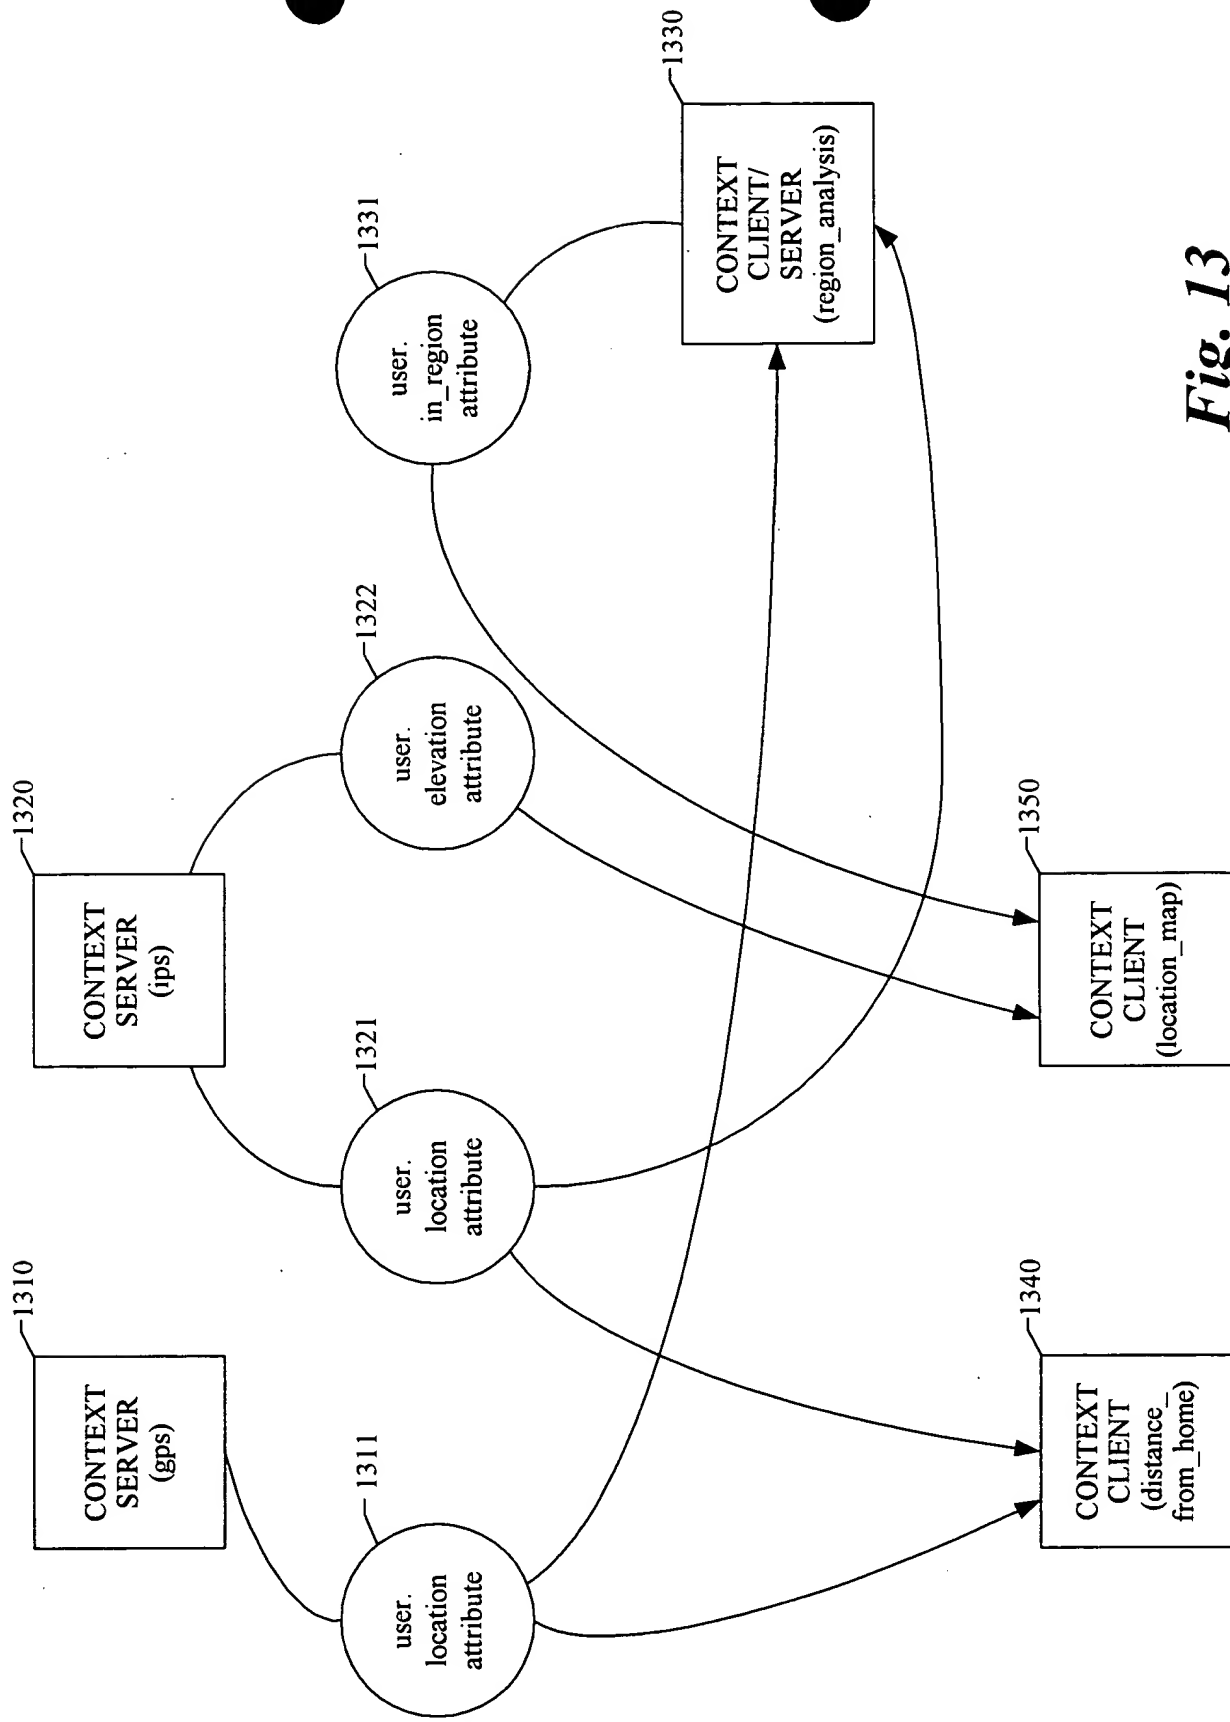 1310
CONTEXT
SERVER
(gps)
1320
CONTEXT
SERVER
(ips)
1311
user.
location
attribute
1321
user.
location
attribute
1322
user.
elevation
attribute
1331
user.
in_region
attribute
1330
CONTEXT
CLIENT/
SERVER
(region_analysis)
1340
CONTEXT
CLIENT
(distance_
from_home)
1350
CONTEXT
CLIENT
(location_map)
Fig. 13